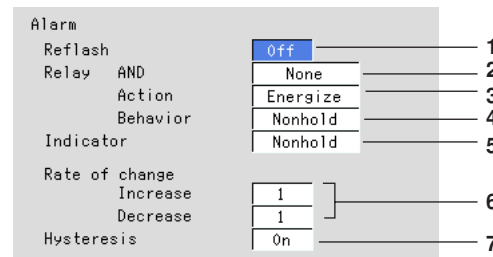 Alarm
Reflash Off 1
Relay AND None 2
Action Energize 3
Behavior Nonhold 4
Indicator Nonhold 5
Rate of change
Increase 1
6
Decrease 1
Hysteresis On 7